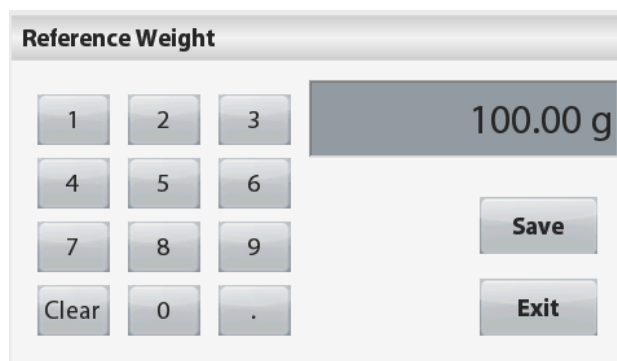 Reference Weight
1 2 3
100.00 g
4 5 6
Save
7 8 9
Clear 0 .
Exit